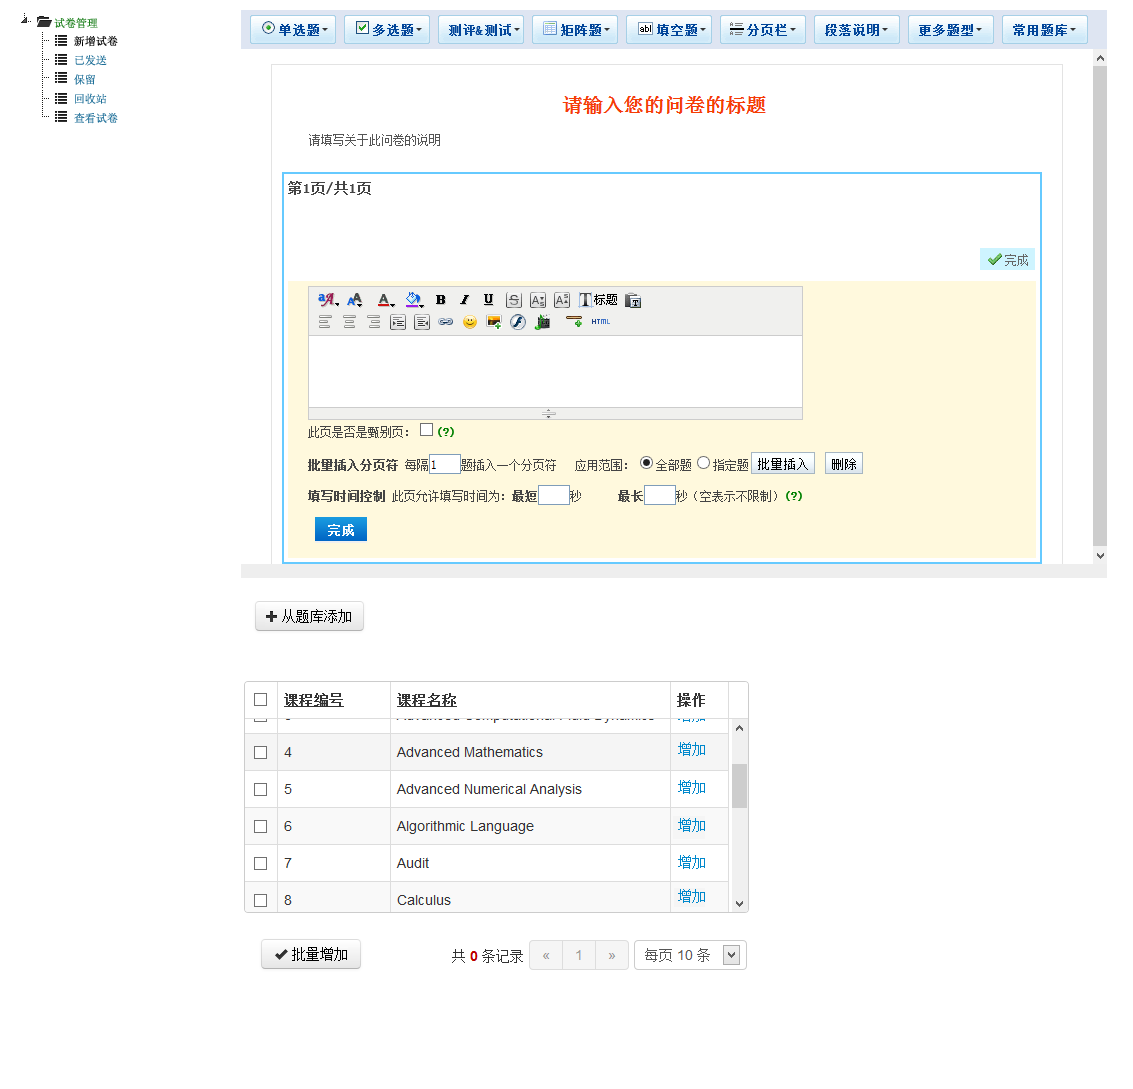 试卷管理
新增试卷
已发送
保留
回收站
查看试卷
单选题 多选题 测评&测试 矩阵题 填空题 分页栏 段落说明 更多题型 常用题库
请输入您的问卷的标题
请填写关于此问卷的说明
第1页/共1页
完成
标题
HTML
此页是否是甄别页： (?)
批量插入分页符 每隔1题插入一个分页符 应用范围： 全部题 指定题 批量插入 删除
填写时间控制 此页允许填写时间为：最短 秒 最长 秒（空表示不限制） (?)
完成
从题库添加
课程编号 课程名称 操作
4 Advanced Mathematics 增加
5 Advanced Numerical Analysis 增加
6 Algorithmic Language 增加
7 Audit 增加
8 Calculus 增加
批量增加 共 0 条记录 « 1 » 每页 10 条